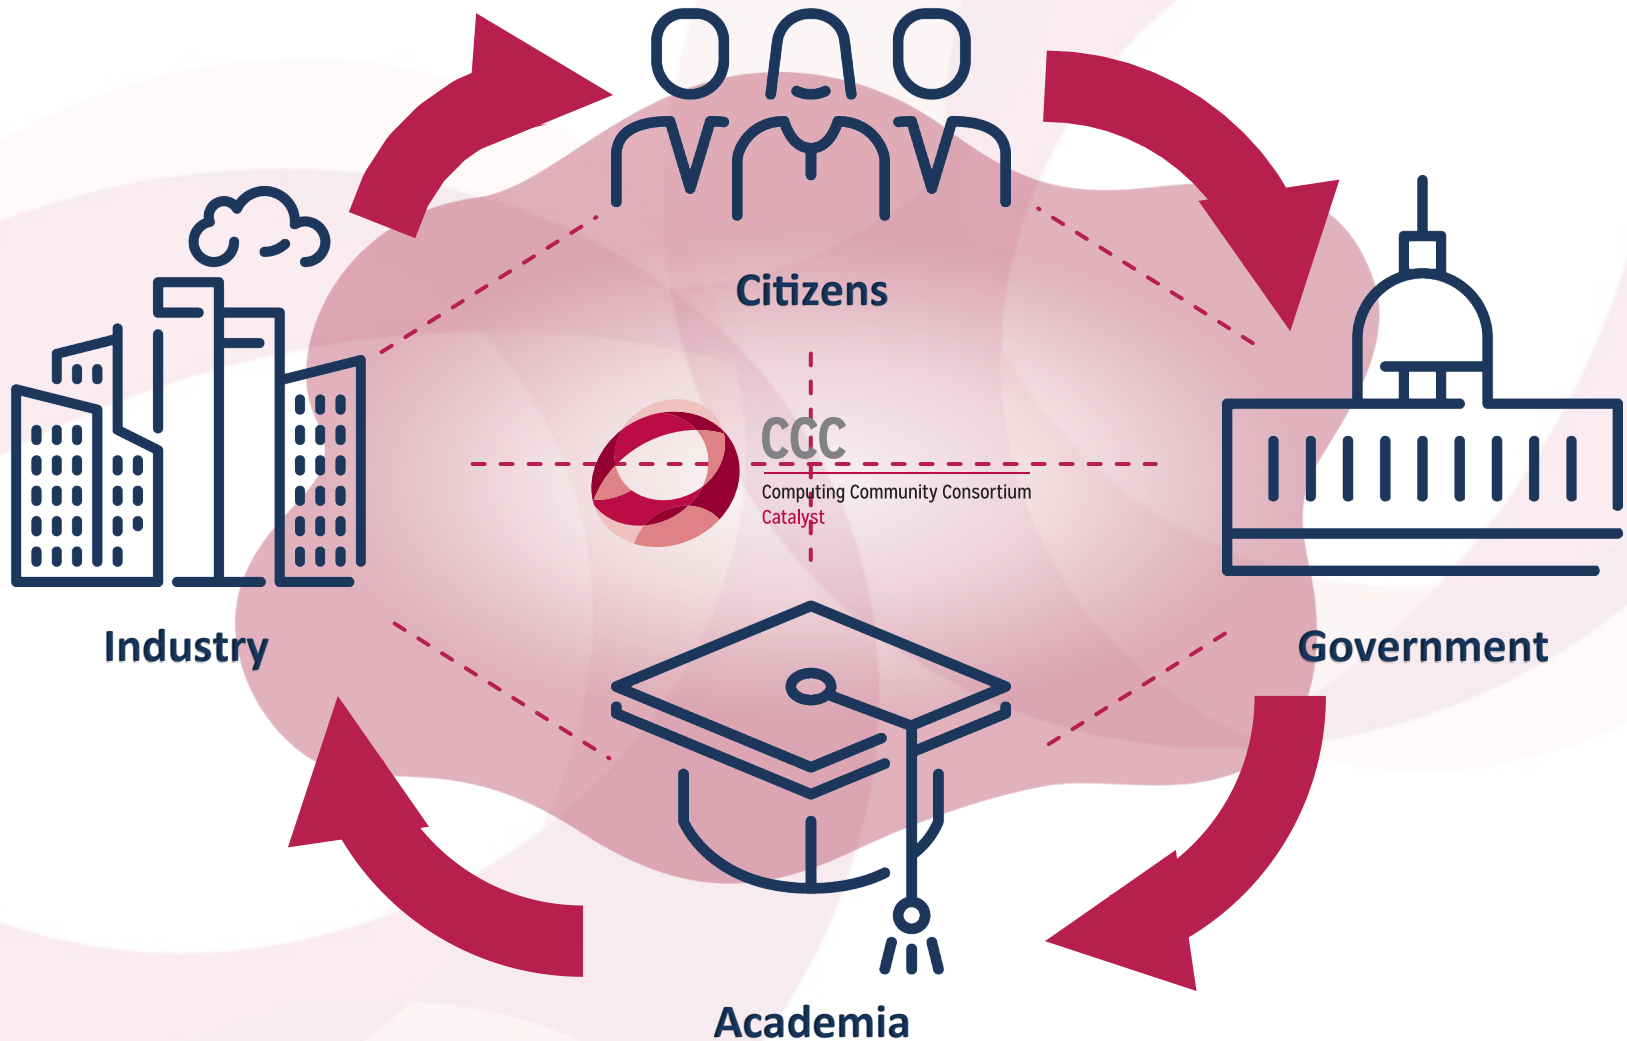 Citizens
CCC
Computing Community Consortium
Catalyst
Industry
Government
Academia